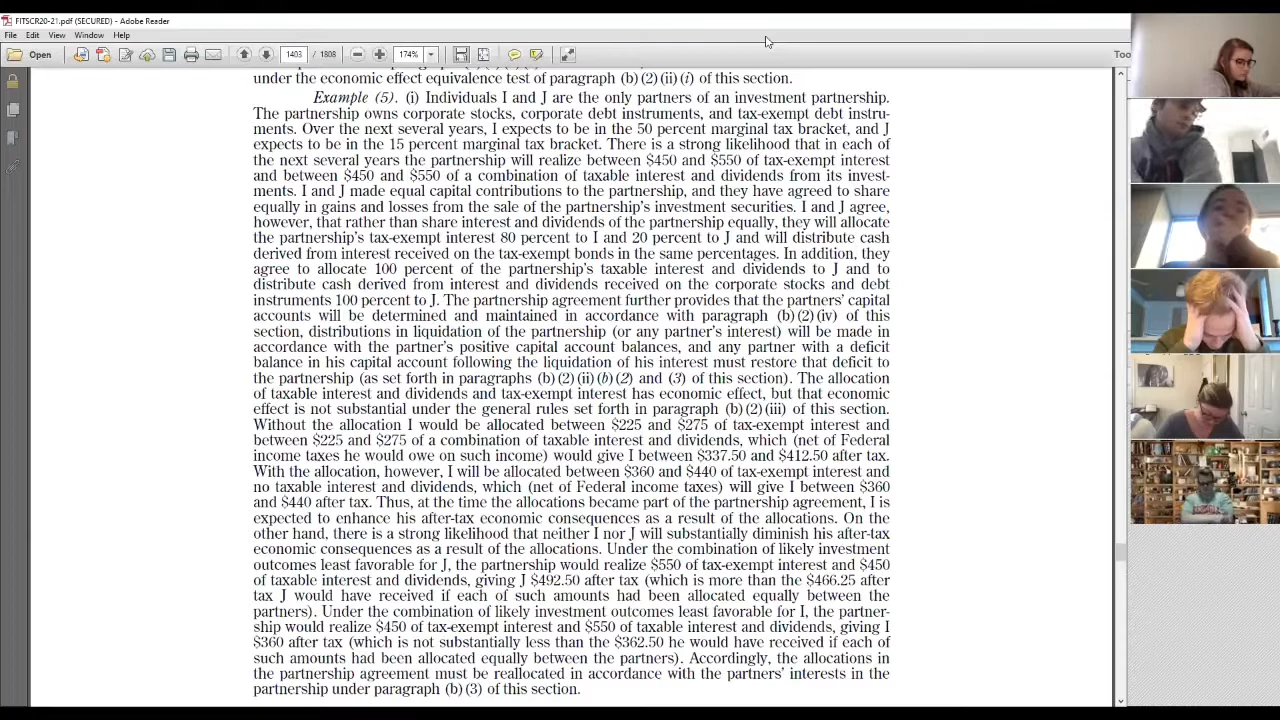 FITSCR20-21.pdf (SECURED) - Adobe Reader
File Edit View Window Help
Open 1403 / 1808 174% Too
under the economic effect equivalence test of paragraph (b)(2)(ii)(i) of this section.
Example (5). (i) Individuals I and J are the only partners of an investment partnership.
The partnership owns corporate stocks, corporate debt instruments, and tax-exempt debt instru-
ments. Over the next several years, I expects to be in the 50 percent marginal tax bracket, and J
expects to be in the 15 percent marginal tax bracket. There is a strong likelihood that in each of
the next several years the partnership will realize between $450 and $550 of tax-exempt interest
and between $450 and $550 of a combination of taxable interest and dividends from its invest-
ments. I and J made equal capital contributions to the partnership, and they have agreed to share
equally in gains and losses from the sale of the partnership's investment securities. I and J agree,
however, that rather than share interest and dividends of the partnership equally, they will allocate
the partnership's tax-exempt interest 80 percent to I and 20 percent to J and will distribute cash
derived from interest received on the tax-exempt bonds in the same percentages. In addition, they
agree to allocate 100 percent of the partnership's taxable interest and dividends to J and to
distribute cash derived from interest and dividends received on the corporate stocks and debt
instruments 100 percent to J. The partnership agreement further provides that the partners' capital
accounts will be determined and maintained in accordance with paragraph (b)(2)(iv) of this
section, distributions in liquidation of the partnership (or any partner's interest) will be made in
accordance with the partner's positive capital account balances, and any partner with a deficit
balance in his capital account following the liquidation of his interest must restore that deficit to
the partnership (as set forth in paragraphs (b)(2)(ii)(b)(2) and (3) of this section). The allocation
of taxable interest and dividends and tax-exempt interest has economic effect, but that economic
effect is not substantial under the general rules set forth in paragraph (b)(2)(iii) of this section.
Without the allocation I would be allocated between $225 and $275 of tax-exempt interest and
between $225 and $275 of a combination of taxable interest and dividends, which (net of Federal
income taxes he would owe on such income) would give I between $337.50 and $412.50 after tax.
With the allocation, however, I will be allocated between $360 and $440 of tax-exempt interest and
no taxable interest and dividends, which (net of Federal income taxes) will give I between $360
and $440 after tax. Thus, at the time the allocations became part of the partnership agreement, I is
expected to enhance his after-tax economic consequences as a result of the allocations. On the
other hand, there is a strong likelihood that neither I nor J will substantially diminish his after-tax
economic consequences as a result of the allocations. Under the combination of likely investment
outcomes least favorable for J, the partnership would realize $550 of tax-exempt interest and $450
of taxable interest and dividends, giving J $492.50 after tax (which is more than the $466.25 after
tax J would have received if each of such amounts had been allocated equally between the
partners). Under the combination of likely investment outcomes least favorable for I, the partner-
ship would realize $450 of tax-exempt interest and $550 of taxable interest and dividends, giving I
$360 after tax (which is not substantially less than the $362.50 he would have received if each of
such amounts had been allocated equally between the partners). Accordingly, the allocations in
the partnership agreement must be reallocated in accordance with the partners' interests in the
partnership under paragraph (b)(3) of this section.